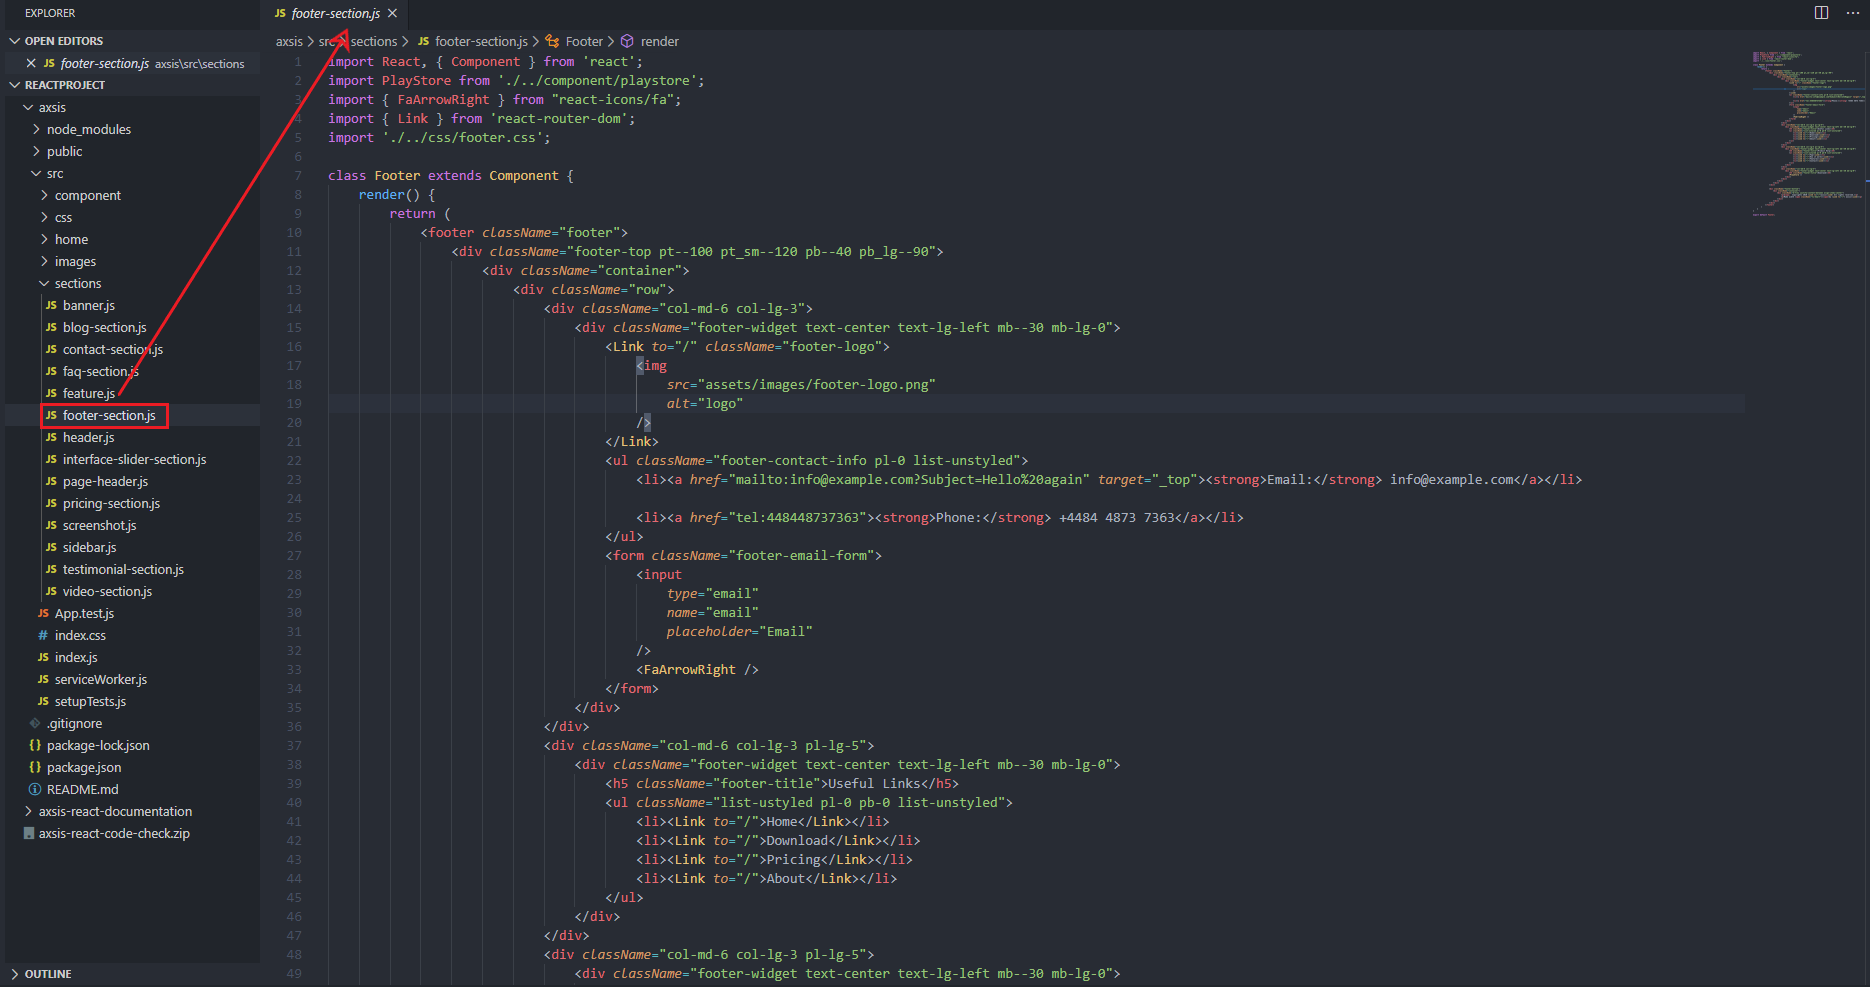 EXPLORER
OPEN EDITORS
JS footer-section.js axsis\src\sections
REACTPROJECT
axsis
node_modules
public
src
component
css
home
images
sections
JS banner.js
JS blog-section.js
JS contact-section.js
JS faq-section.js
JS feature.js
JS footer-section.js
JS header.js
JS interface-slider-section.js
JS page-header.js
JS pricing-section.js
JS screenshot.js
JS sidebar.js
JS testimonial-section.js
JS video-section.js
JS App.test.js
# index.css
JS index.js
JS serviceWorker.js
JS setupTests.js
.gitignore
{} package-lock.json
{} package.json
README.md
axsis-react-documentation
axsis-react-code-check.zip
OUTLINE
JS footer-section.js
axsis > src > sections > JS footer-section.js > Footer > render
1 import React, { Component } from 'react';
2 import PlayStore from './../component/playstore';
3 import { FaArrowRight } from "react-icons/fa";
4 import { Link } from 'react-router-dom';
5 import './../css/footer.css';
6
7 class Footer extends Component {
8 render() {
9 return (
10 <footer className="footer">
11 <div className="footer-top pt--100 pt_sm--120 pb--40 pb_lg--90">
12 <div className="container">
13 <div className="row">
14 <div className="col-md-6 col-lg-3">
15 <div className="footer-widget text-center text-lg-left mb--30 mb-lg-0">
16 <Link to="/" className="footer-logo">
17 <img
18 src="assets/images/footer-logo.png"
19 alt="logo"
20 />
21 </Link>
22 <ul className="footer-contact-info pl-0 list-unstyled">
23 <li><a href="mailto:info@example.com?Subject=Hello%20again" target="_top"><strong>Email:</strong> info@example.com</a></li>
24
25 <li><a href="tel:448448737363"><strong>Phone:</strong> +4484 4873 7363</a></li>
26 </ul>
27 <form className="footer-email-form">
28 <input
29 type="email"
30 name="email"
31 placeholder="Email"
32 />
33 <FaArrowRight />
34 </form>
35 </div>
36 </div>
37 <div className="col-md-6 col-lg-3 pl-lg-5">
38 <div className="footer-widget text-center text-lg-left mb--30 mb-lg-0">
39 <h5 className="footer-title">Useful Links</h5>
40 <ul className="list-ustyled pl-0 pb-0 list-unstyled">
41 <li><Link to="/">Home</Link></li>
42 <li><Link to="/">Download</Link></li>
43 <li><Link to="/">Pricing</Link></li>
44 <li><Link to="/">About</Link></li>
45 </ul>
46 </div>
47 </div>
48 <div className="col-md-6 col-lg-3 pl-lg-5">
49 <div className="footer-widget text-center text-lg-left mb--30 mb-lg-0">